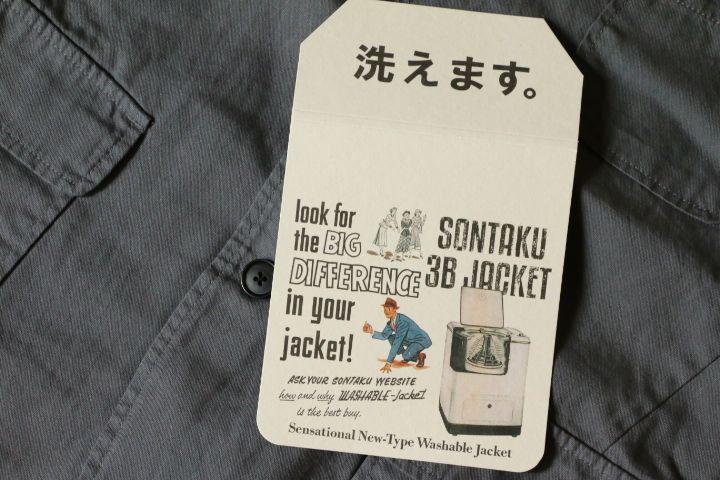 洗えます。
look for
the BIG
DIFFERENCE
in your
jacket!
SONTAKU
3B JACKET
ASK YOUR SONTAKU WEBSITE
how and why WASHABLE-Jacket
is the best buy.
Sensational New-Type Washable Jacket